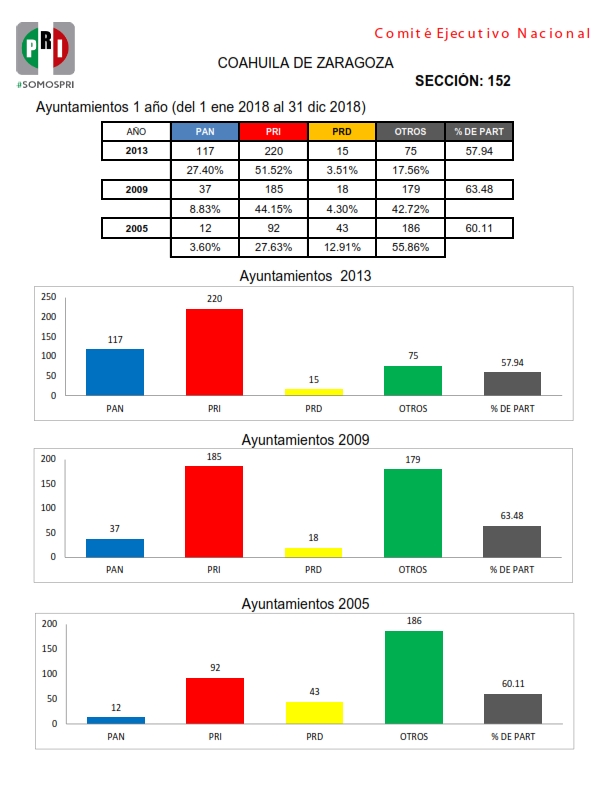 Comité Ejecutivo Nacional
PRI
#SOMOSPRI
COAHUILA DE ZARAGOZA
SECCIÓN: 152
Ayuntamientos 1 año (del 1 ene 2018 al 31 dic 2018)
AÑO PAN PRI PRD OTROS % DE PART
2013 117 220 15 75 57.94
27.40% 51.52% 3.51% 17.56%
2009 37 185 18 179 63.48
8.83% 44.15% 4.30% 42.72%
2005 12 92 43 186 60.11
3.60% 27.63% 12.91% 55.86%
Ayuntamientos 2013
250
200
150
100
50
0
117 220 15 75 57.94
PAN PRI PRD OTROS % DE PART
Ayuntamientos 2009
200
150
100
50
0
37 185 18 179 63.48
PAN PRI PRD OTROS % DE PART
Ayuntamientos 2005
200
150
100
50
0
12 92 43 186 60.11
PAN PRI PRD OTROS % DE PART